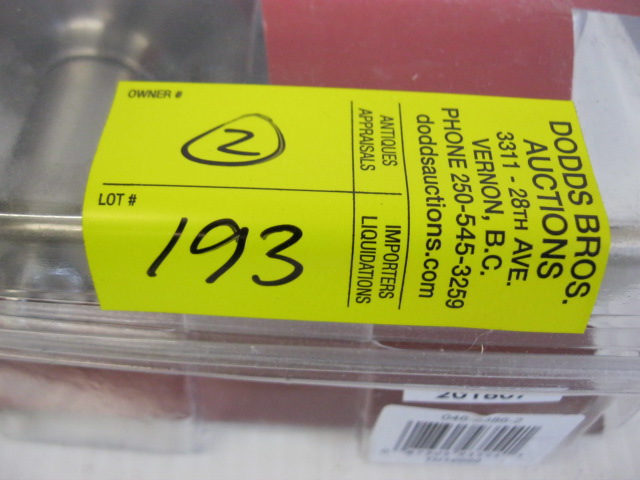 OWNER #
2
LOT #
193
ANTIQUES
APPRAISALS
IMPORTERS
LIQUIDATIONS
DODDS BROS.
AUCTIONS
3311 - 28TH AVE.
VERNON, B.C.
PHONE 250-545-3259
doddsauctions.com